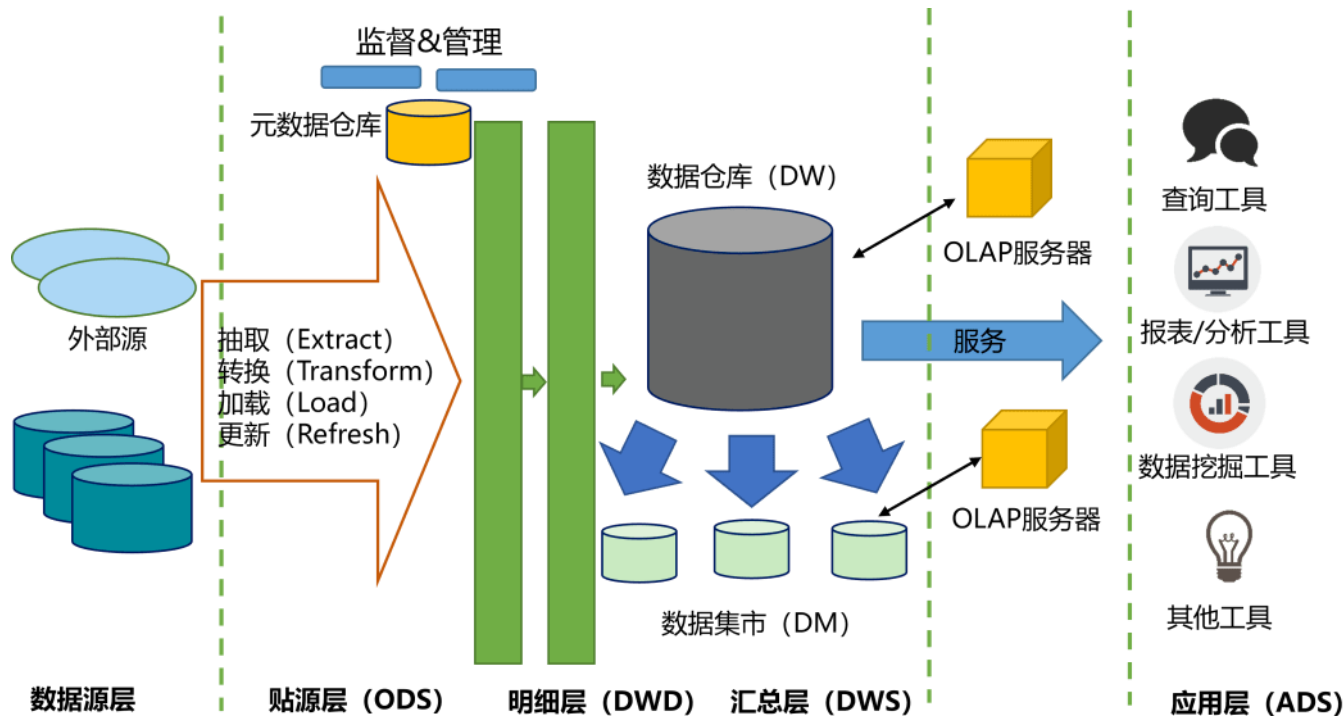 监督&管理
元数据仓库
数据仓库（DW）
OLAP服务器
查询工具
外部源
抽取（Extract）
转换（Transform）
加载（Load）
更新（Refresh）
服务
报表/分析工具
数据挖掘工具
OLAP服务器
数据集市（DM）
其他工具
数据源层
贴源层（ODS）
明细层（DWD）
汇总层（DWS）
应用层（ADS）